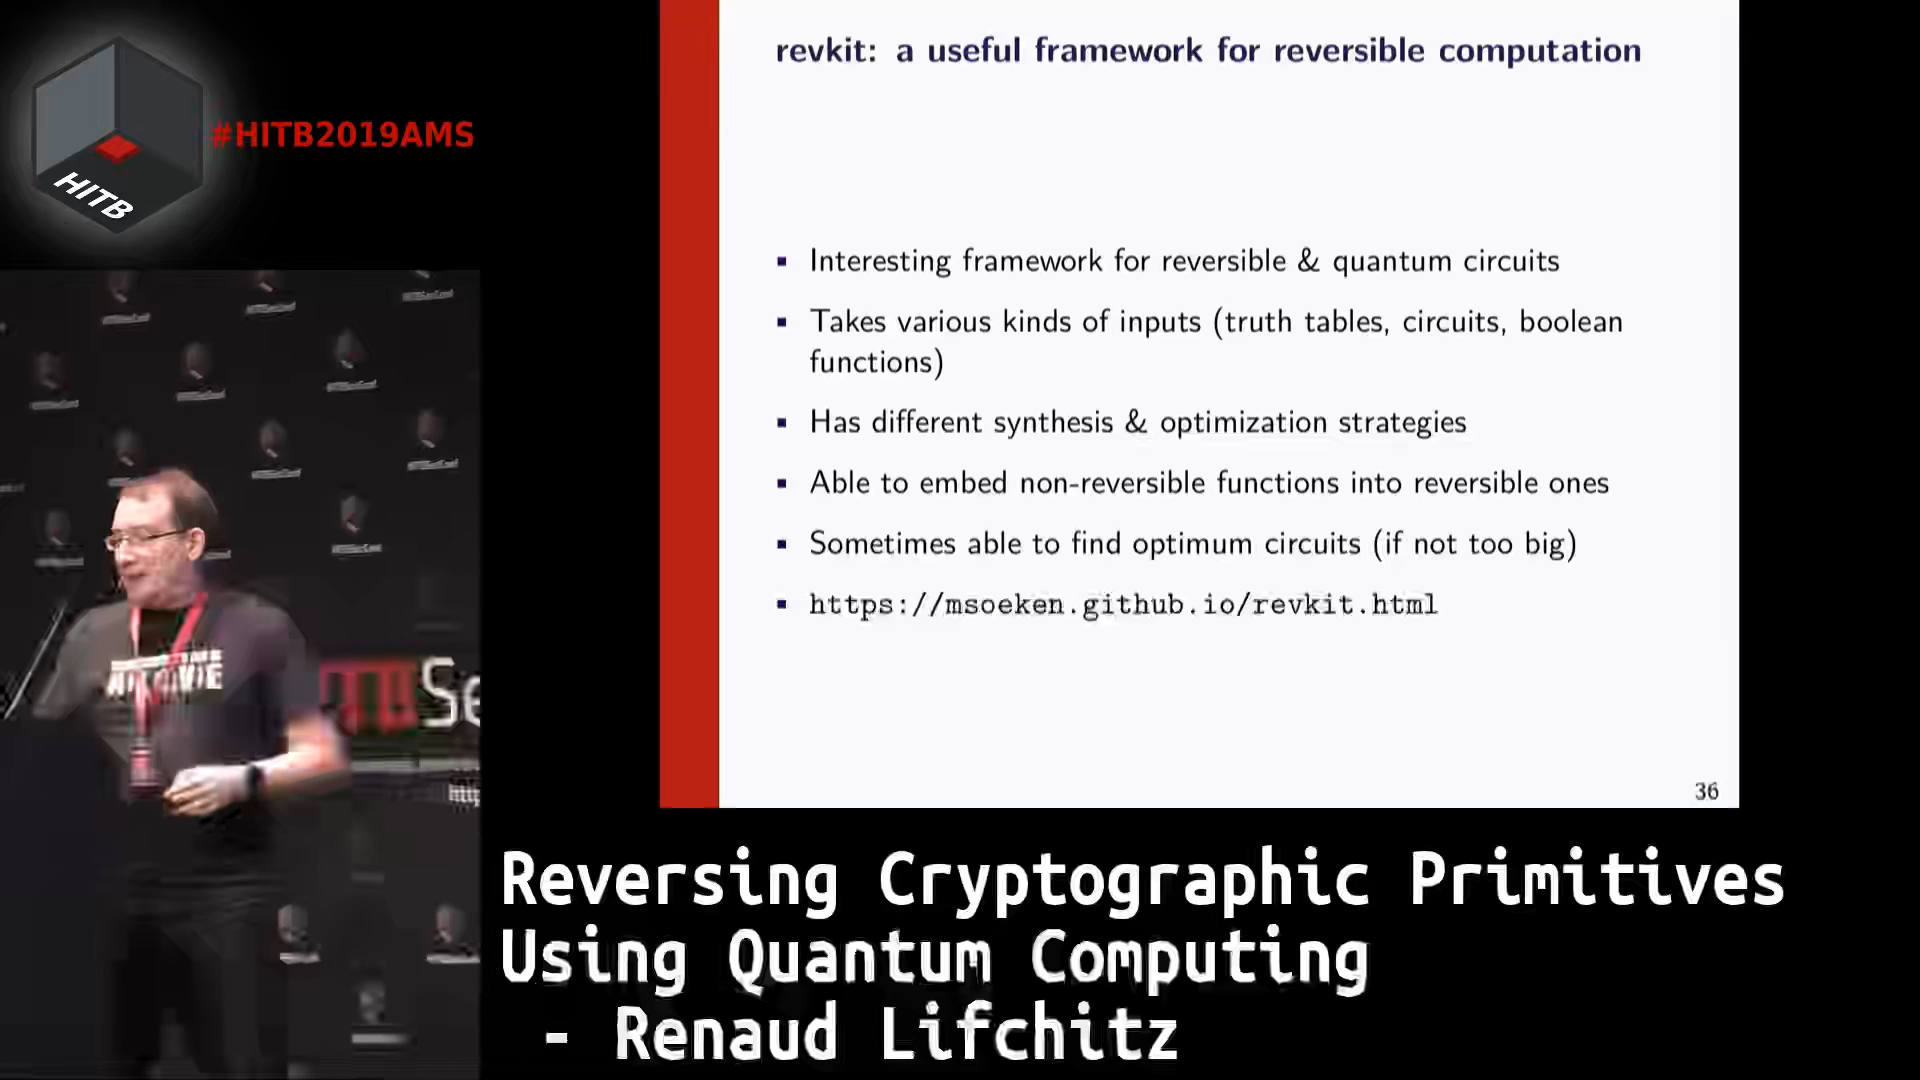 revkit: a useful framework for reversible computation
#HITB2019AMS
HITB
▪ Interesting framework for reversible & quantum circuits
▪ Takes various kinds of inputs (truth tables, circuits, boolean
functions)
▪ Has different synthesis & optimization strategies
▪ Able to embed non-reversible functions into reversible ones
▪ Sometimes able to find optimum circuits (if not too big)
▪ https://msoeken.github.io/revkit.html
36
Reversing Cryptographic Primitives
Using Quantum Computing
- Renaud Lifchitz